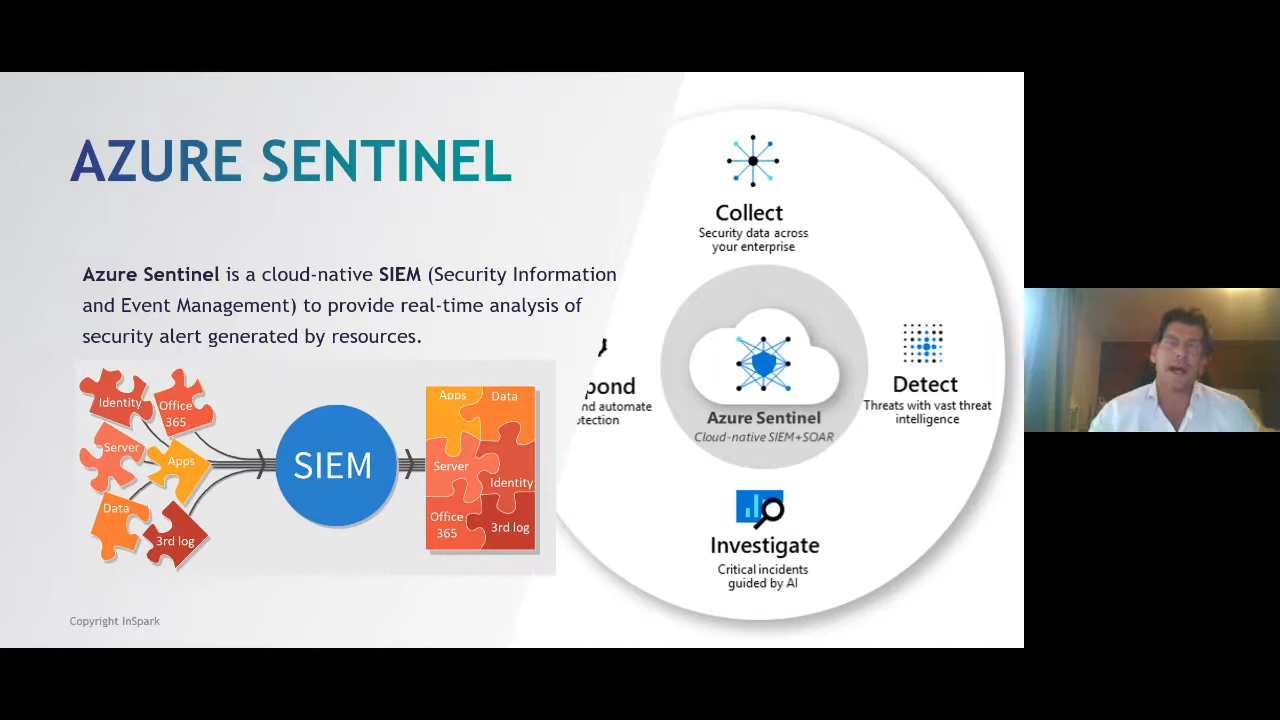 AZURE SENTINEL
Azure Sentinel is a cloud-native SIEM (Security Information
and Event Management) to provide real-time analysis of
security alert generated by resources.
Identity
Office
365
Server
Apps
Data
3rd log
SIEM
Apps
Data
Server
Identity
Office
365
3rd log
Collect
Security data across
your enterprise
pond
nd automate
otection
Azure Sentinel
Cloud-native SIEM+SOAR
Detect
Threats with vast threat
intelligence
Investigate
Critical incidents
guided by AI
Copyright InSpark